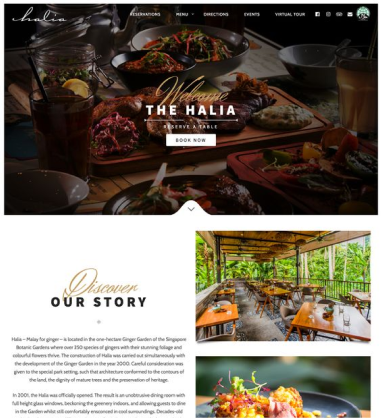 halia
RESERVATIONS MENU DIRECTIONS EVENTS VIRTUAL TOUR
Welcome
THE HALIA
RESERVE A TABLE
BOOK NOW
Discover
OUR STORY
Halia – Malay for ginger – is located in the one-hectare Ginger Garden of the Singapore
Botanic Gardens where over 350 species of gingers with their stunning foliage and
colourful flowers thrive. The construction of Halia was carried out simultaneously with
the development of the Ginger Garden in the year 2000. Careful consideration was
given to the special park setting, such that architecture conformed to the contours of
the land, the dignity of mature trees and the preservation of heritage.
In 2001, the Halia was officially opened. The result is an unobtrusive dining room with
full height glass windows, beckoning the greenery indoors, and allowing guests to dine
in the Garden whilst still comfortably ensconced in cool surroundings. Decades-old